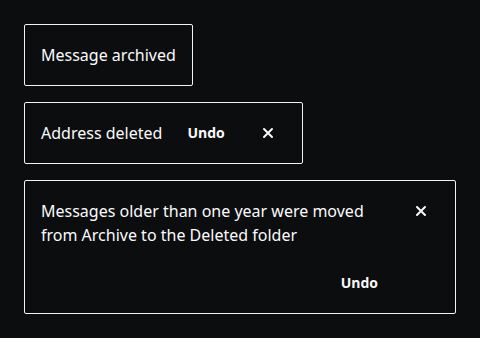 Message archived
Address deleted Undo
Messages older than one year were moved
from Archive to the Deleted folder
Undo